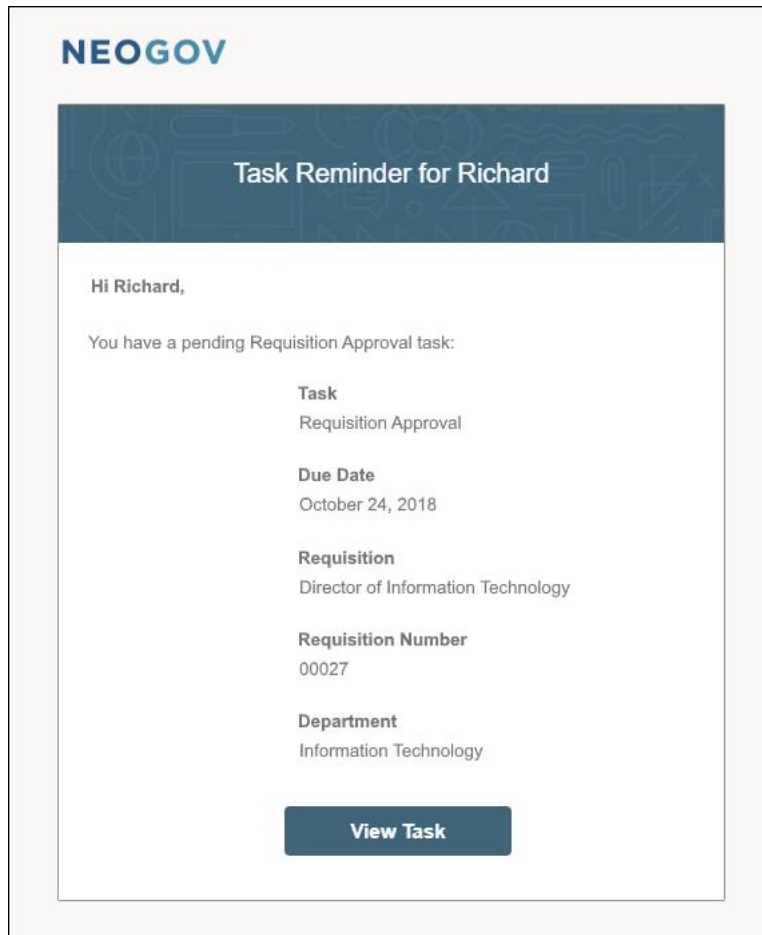 NEOGOV
Task Reminder for Richard
Hi Richard,
You have a pending Requisition Approval task:
Task
Requisition Approval
Due Date
October 24, 2018
Requisition
Director of Information Technology
Requisition Number
00027
Department
Information Technology
View Task